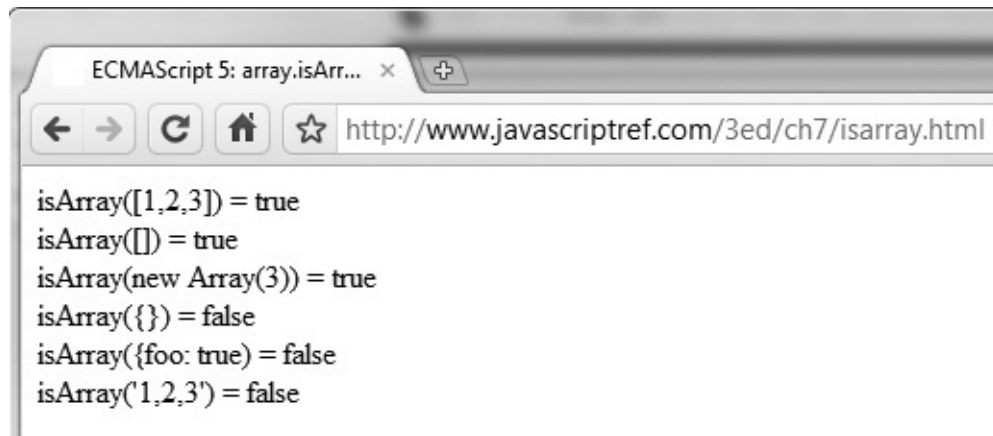 ECMAScript 5: array.isArr...
http://www.javascriptref.com/3ed/ch7/isarray.html
isArray([1,2,3]) = true
isArray([]) = true
isArray(new Array(3)) = true
isArray({}) = false
isArray({foo: true) = false
isArray('1,2,3') = false